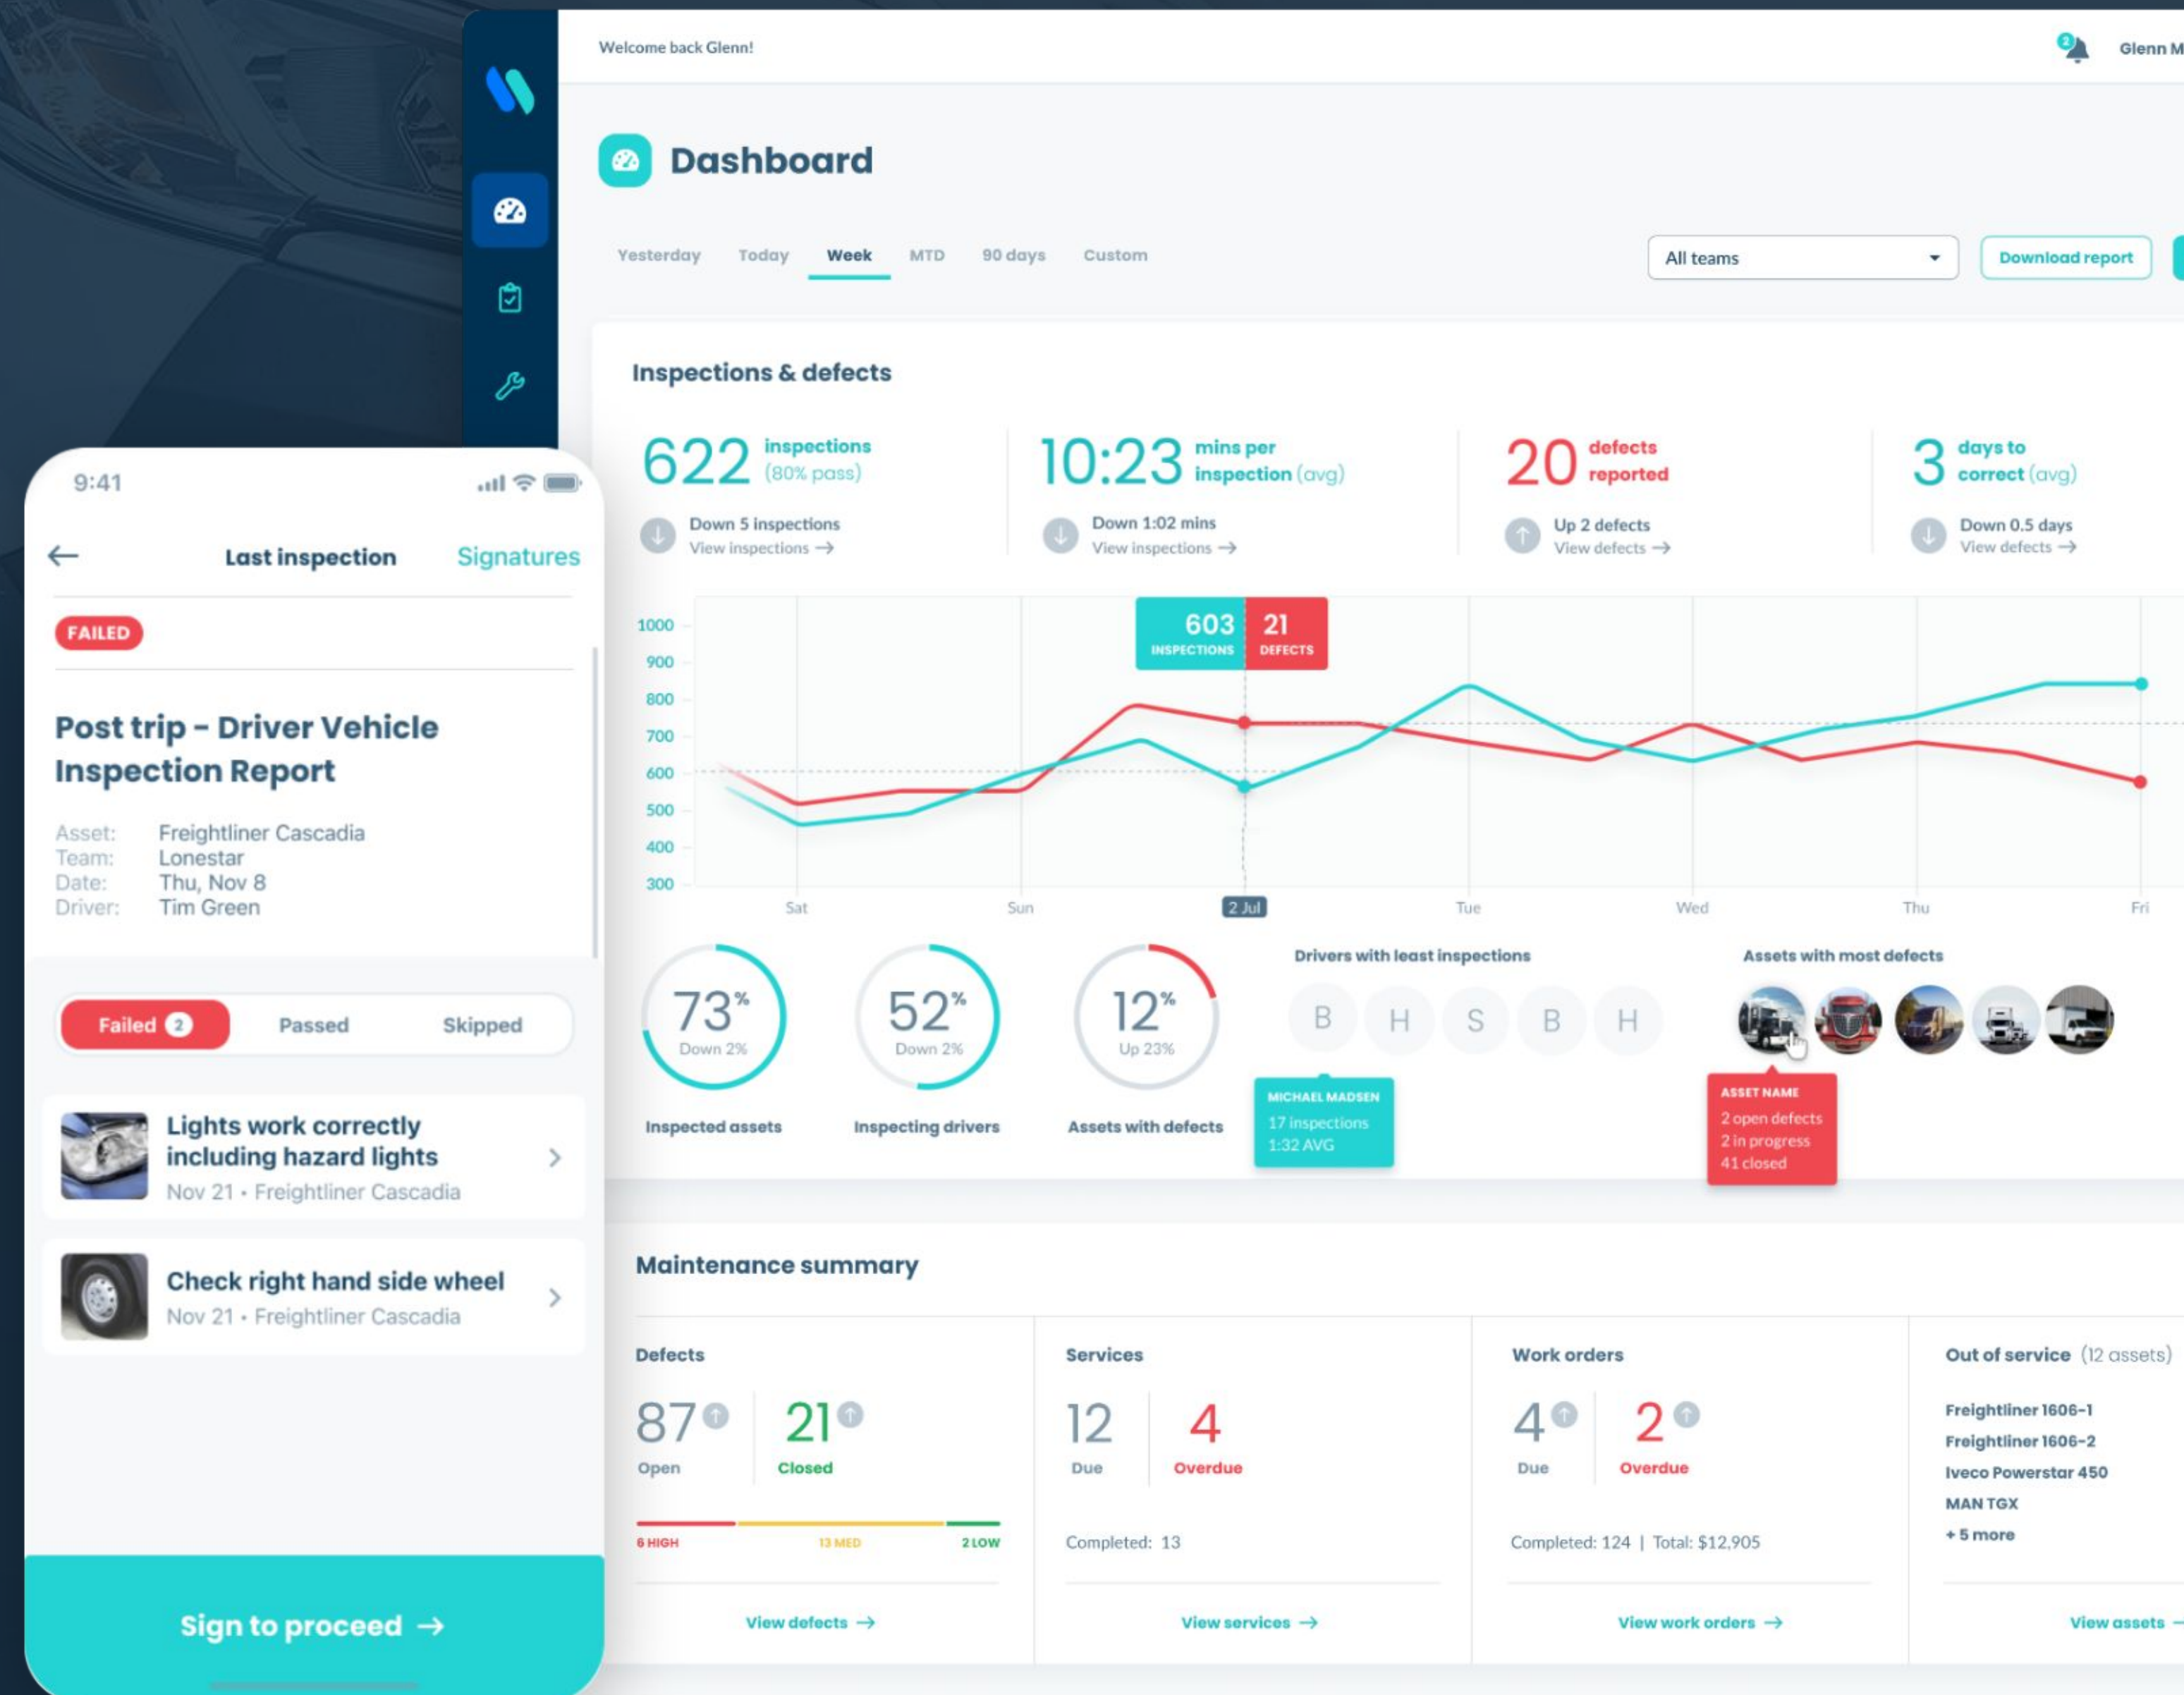 Welcome back Glenn!
2
Glenn M
Dashboard
Yesterday Today Week MTD 90 days Custom
All teams
Download report
Inspections & defects
622 inspections (80% pass)
Down 5 inspections
View inspections →
10:23 mins per inspection (avg)
Down 1:02 mins
View inspections →
20 defects reported
Up 2 defects
View defects →
3 days to correct (avg)
Down 0.5 days
View defects →
1000
900
800
700
600
500
400
300
603 INSPECTIONS
21 DEFECTS
Sat Sun 2 Jul Tue Wed Thu Fri
73%
Down 2%
Inspected assets
52%
Down 2%
Inspecting drivers
12%
Up 23%
Assets with defects
Drivers with least inspections
B H S B H
MICHAEL MADSEN
17 inspections
1:32 AVG
Assets with most defects
ASSET NAME
2 open defects
2 in progress
41 closed
Maintenance summary
Defects
87 Open
21 Closed
6 HIGH 13 MED 2 LOW
View defects →
Services
12 Due
4 Overdue
Completed: 13
View services →
Work orders
4 Due
2 Overdue
Completed: 124 | Total: $12,905
View work orders →
Out of service (12 assets)
Freightliner 1606-1
Freightliner 1606-2
Iveco Powerstar 450
MAN TGX
+ 5 more
View assets
9:41
← Last inspection Signatures
FAILED
Post trip – Driver Vehicle
Inspection Report
Asset: Freightliner Cascadia
Team: Lonestar
Date: Thu, Nov 8
Driver: Tim Green
Failed 2 Passed Skipped
Lights work correctly
including hazard lights
Nov 21 • Freightliner Cascadia
Check right hand side wheel
Nov 21 • Freightliner Cascadia
Sign to proceed →